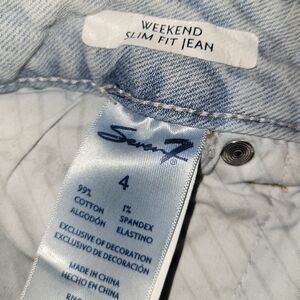 WEEKEND
SLIM FIT JEAN
Seven7
®
4
99% 1%
COTTON SPANDEX
ALGODÓN ELASTINO
EXCLUSIVE OF DECORATION
EXCLUSIVO DE DECORACIÓN
MADE IN CHINA
HECHO EN CHINA